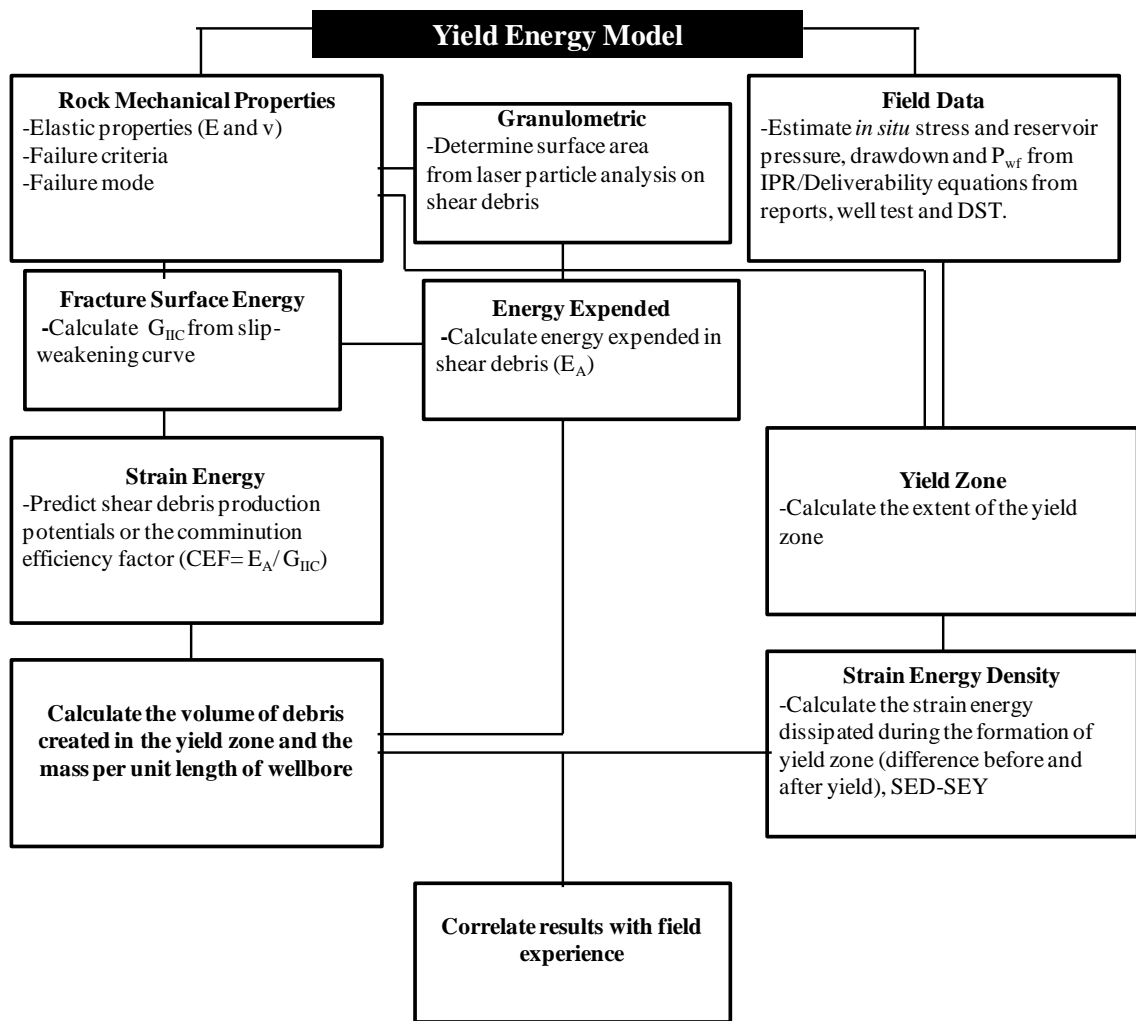 Yield Energy Model
Rock Mechanical Properties
-Elastic properties (E and v)
-Failure criteria
-Failure mode
Granulometric
-Determine surface area
from laser particle analysis on
shear debris
Field Data
-Estimate in situ stress and reservoir
pressure, drawdown and Pwf from
IPR/Deliverability equations from
reports, well test and DST.
Fracture Surface Energy
-Calculate GIIC from slip-
weakening curve
Energy Expended
-Calculate energy expended in
shear debris (EA)
Strain Energy
-Predict shear debris production
potentials or the comminution
efficiency factor (CEF= EA/ GIIC)
Yield Zone
-Calculate the extent of the yield
zone
Calculate the volume of debris
created in the yield zone and the
mass per unit length of wellbore
Strain Energy Density
-Calculate the strain energy
dissipated during the formation of
yield zone (difference before and
after yield), SED-SEY
Correlate results with field
experience